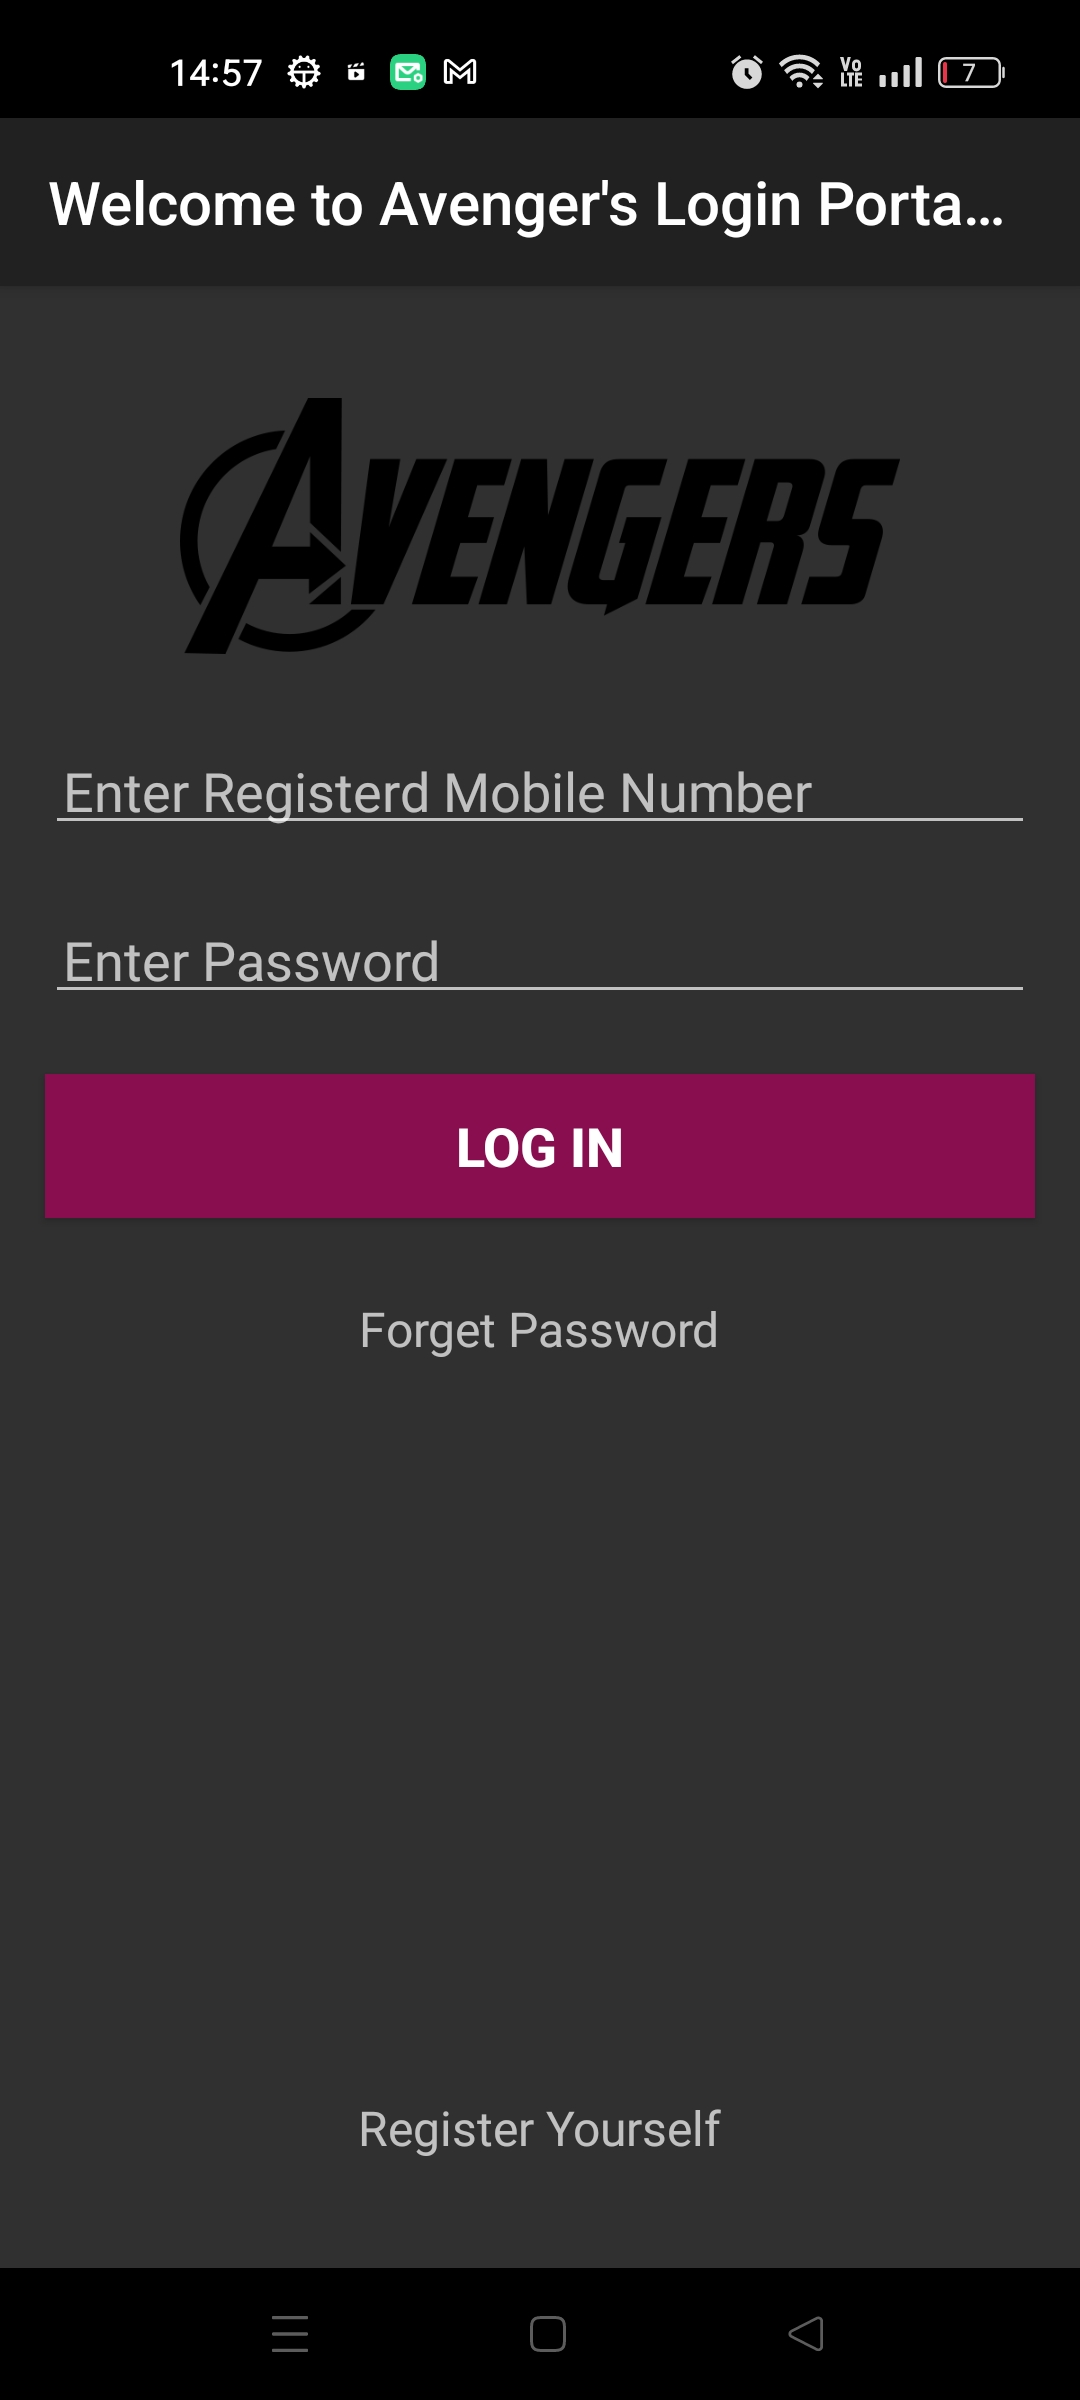 14:57
Vo
LTE
7
Welcome to Avenger's Login Porta...
AVENGERS
Enter Registerd Mobile Number
Enter Password
LOG IN
Forget Password
Register Yourself